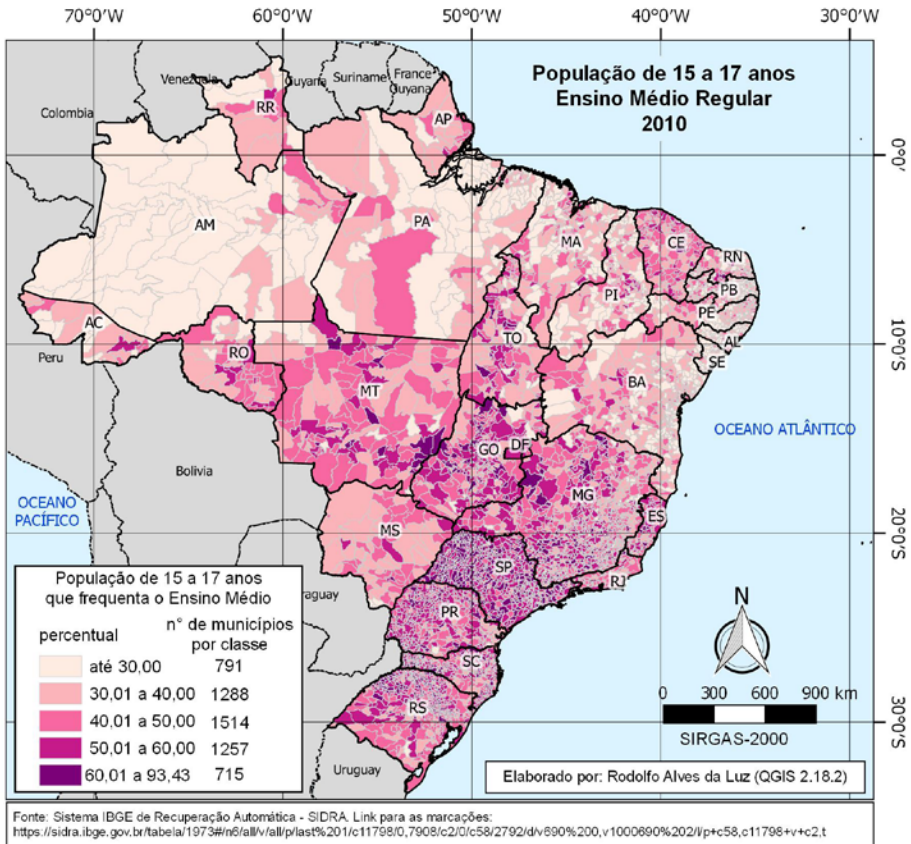 70°0'W 60°0'W 50°0'W 40°0'W 30°0'W
População de 15 a 17 anos
Ensino Médio Regular
2010
Venezuela
Guyana
Suriname
France
Guyana
Colombia
RR
AP
0°0'
AM
PA
MA
CE
RN
PB
PI
PE
AL
SE
AC
TO
Peru
RO
10°0'S
MT
BA
OCEANO ATLÂNTICO
GO
DF
Bolivia
MG
OCEANO
PACÍFICO
ES
MS
20°0'S
SP
RJ
raguay
PR
SC
RS
Uruguay
30°0'S
População de 15 a 17 anos
que frequenta o Ensino Médio
percentual
n° de municípios
por classe
até 30,00 791
30,01 a 40,00 1288
40,01 a 50,00 1514
50,01 a 60,00 1257
60,01 a 93,43 715
N
0 300 600 900 km
SIRGAS-2000
Elaborado por: Rodolfo Alves da Luz (QGIS 2.18.2)
Fonte: Sistema IBGE de Recuperação Automática - SIDRA. Link para as marcações:
https://sidra.ibge.gov.br/tabela/1973#/n6/all/v/all/p/last%201/c11798/0,7908/c2/0/c58/2792/d/v690%200,v1000690%202/l/p+c58,c11798+v+c2,t